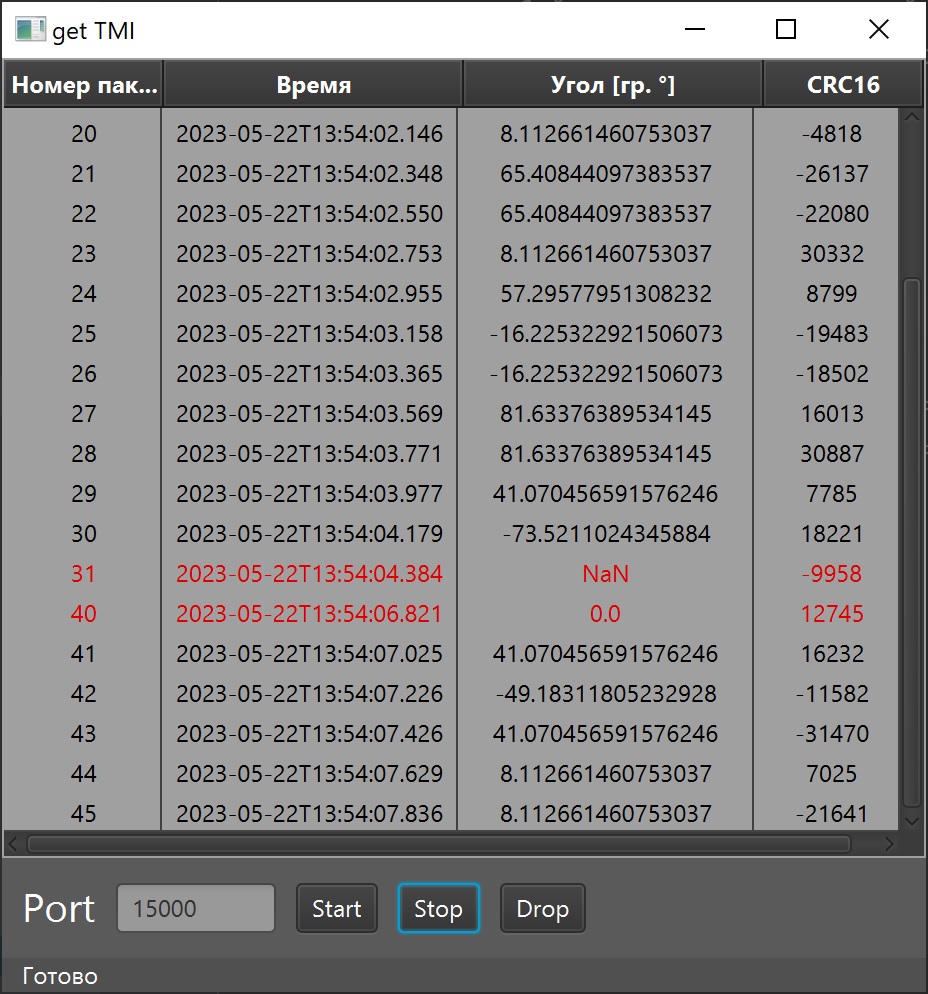 get TMI
Номер пак... Время Угол [гр. °] CRC16
20 2023-05-22T13:54:02.146 8.112661460753037 -4818
21 2023-05-22T13:54:02.348 65.40844097383537 -26137
22 2023-05-22T13:54:02.550 65.40844097383537 -22080
23 2023-05-22T13:54:02.753 8.112661460753037 30332
24 2023-05-22T13:54:02.955 57.29577951308232 8799
25 2023-05-22T13:54:03.158 -16.225322921506073 -19483
26 2023-05-22T13:54:03.365 -16.225322921506073 -18502
27 2023-05-22T13:54:03.569 81.63376389534145 16013
28 2023-05-22T13:54:03.771 81.63376389534145 30887
29 2023-05-22T13:54:03.977 41.070456591576246 7785
30 2023-05-22T13:54:04.179 -73.5211024345884 18221
31 2023-05-22T13:54:04.384 NaN -9958
40 2023-05-22T13:54:06.821 0.0 12745
41 2023-05-22T13:54:07.025 41.070456591576246 16232
42 2023-05-22T13:54:07.226 -49.18311805232928 -11582
43 2023-05-22T13:54:07.426 41.070456591576246 -31470
44 2023-05-22T13:54:07.629 8.112661460753037 7025
45 2023-05-22T13:54:07.836 8.112661460753037 -21641
Port 15000 Start Stop Drop
Готово